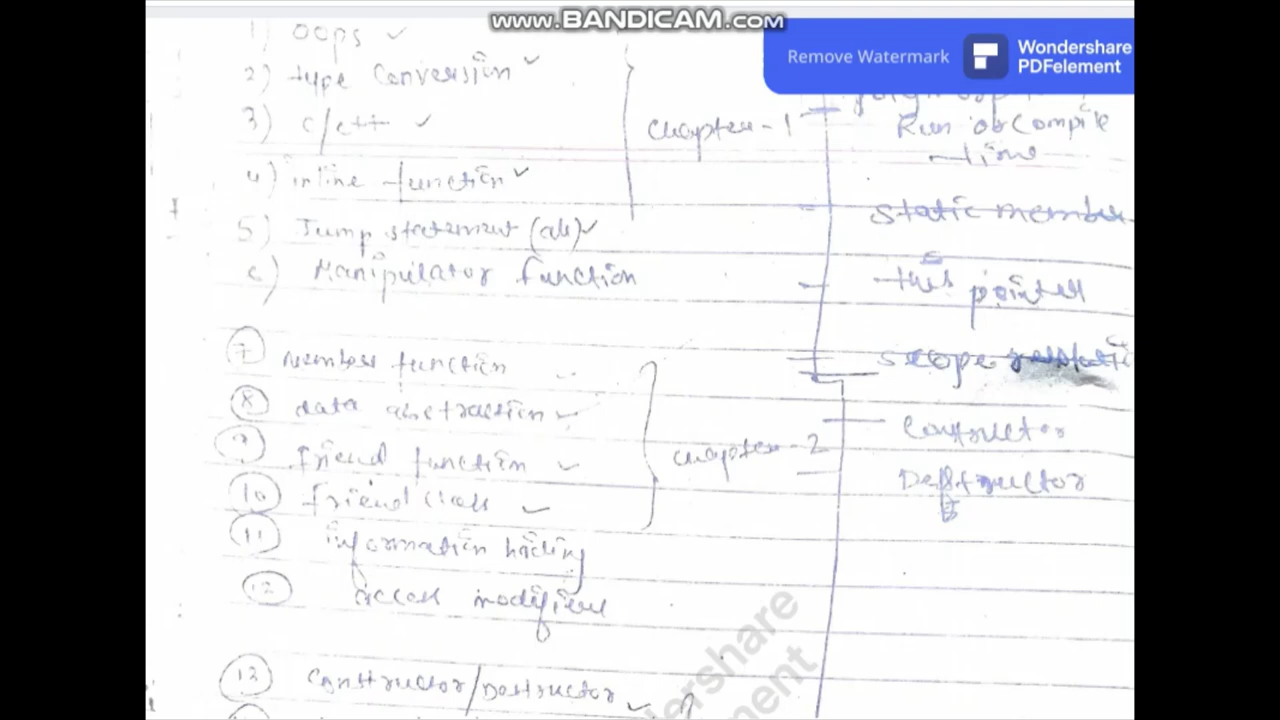 www.BANDICAM.com
Remove Watermark
Wondershare
PDFelement
1) OOPS ✓
2) type Conversion ✓
3) C/C++ ✓
4) inline function ✓
5) Jump statement (all) ✓
6) Manipulator function
Chapter-1
7 Member function
8 data abstraction ✓
9 friend function ✓
10 friend class ✓
Chapter-2
11 information hiding
12 access modifiers
13 Constructor/Destructor ✓
Run or Compile
time
static member
this pointer
scope
Constructor
Destructor